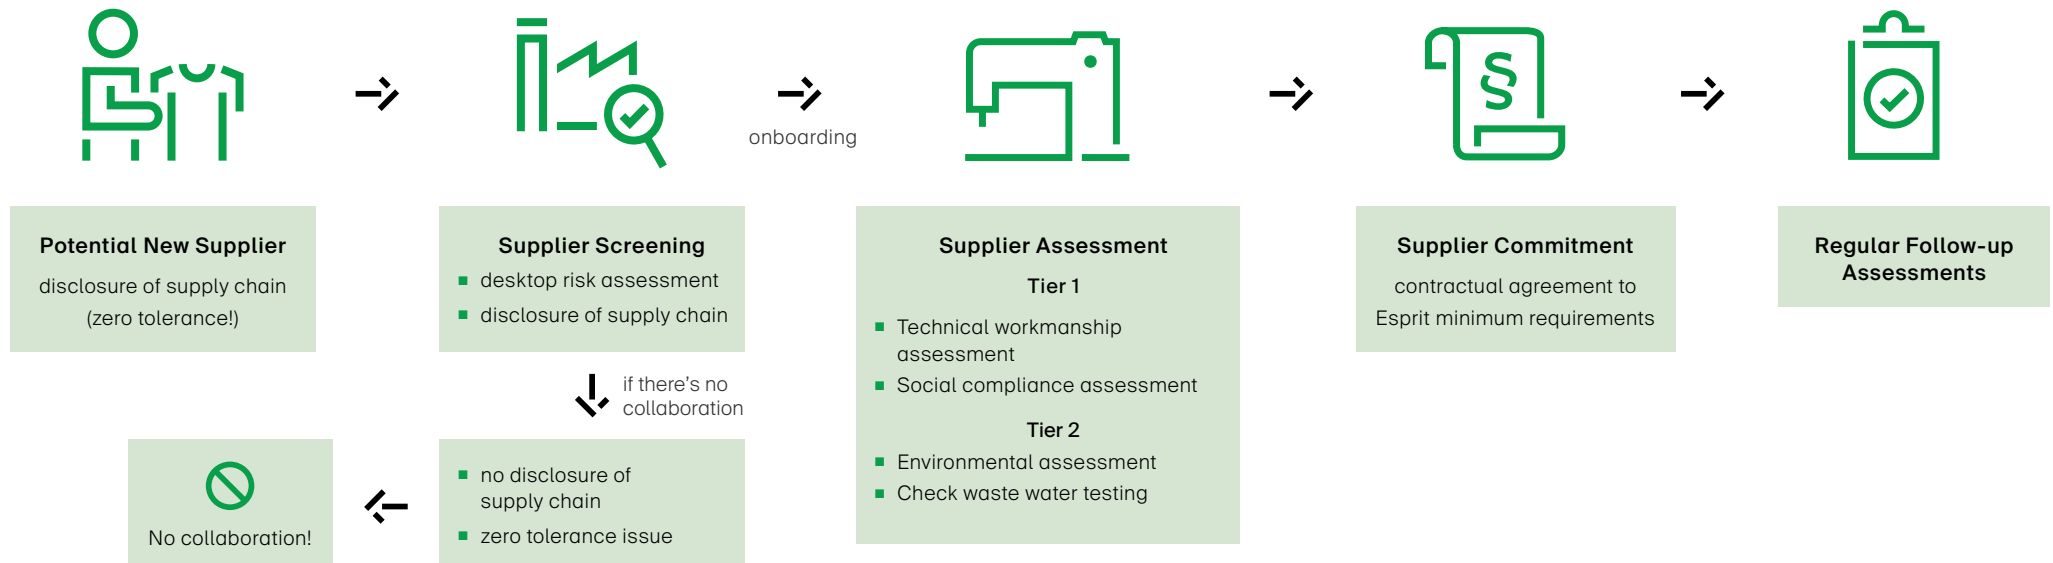 Potential New Supplier
disclosure of supply chain
(zero tolerance!)
Supplier Screening
desktop risk assessment
disclosure of supply chain
if there's no
collaboration
no disclosure of
supply chain
zero tolerance issue
No collaboration!
onboarding
Supplier Assessment
Tier 1
Technical workmanship
assessment
Social compliance assessment
Tier 2
Environmental assessment
Check waste water testing
§
Supplier Commitment
contractual agreement to
Esprit minimum requirements
Regular Follow-up
Assessments